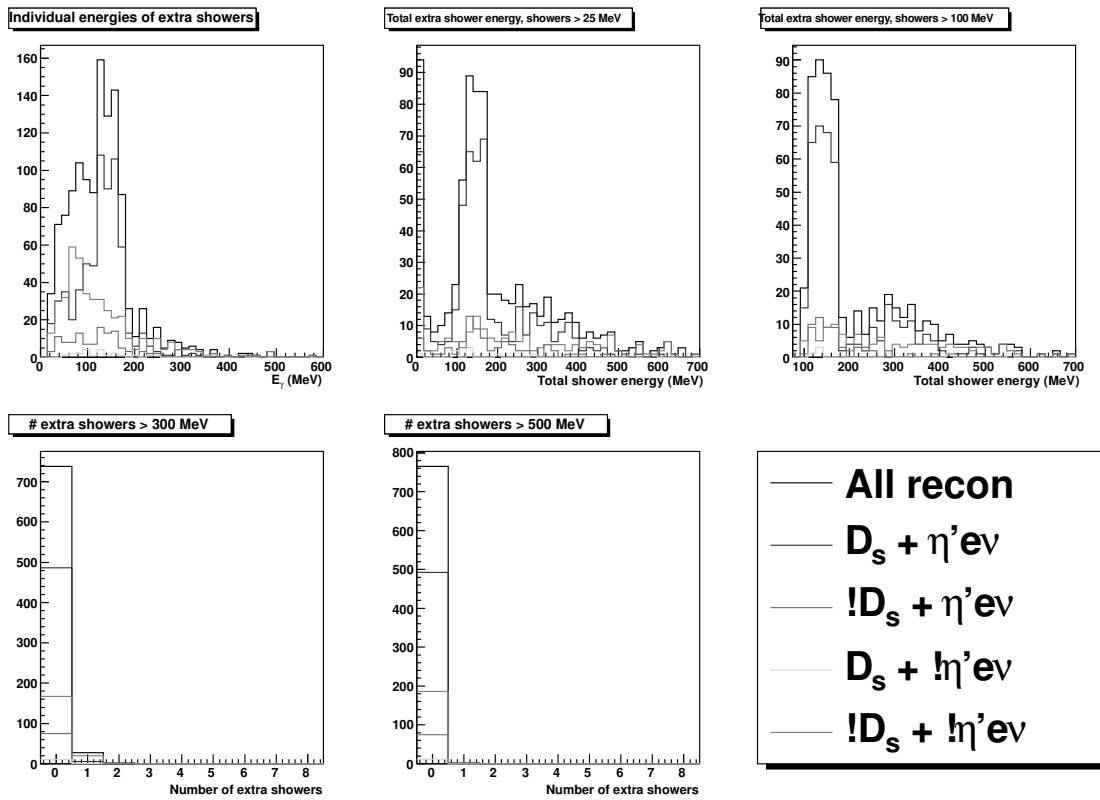 Individual energies of extra showers
160
140
120
100
80
60
40
20
0
0 100 200 300 400 500 600
Eγ (MeV)
Total extra shower energy, showers > 25 MeV
90
80
70
60
50
40
30
20
10
0
0 100 200 300 400 500 600 700
Total shower energy (MeV)
Total extra shower energy, showers > 100 MeV
90
80
70
60
50
40
30
20
10
0
100 200 300 400 500 600 700
Total shower energy (MeV)
# extra showers > 300 MeV
700
600
500
400
300
200
100
0
0 1 2 3 4 5 6 7 8
Number of extra showers
# extra showers > 500 MeV
800
700
600
500
400
300
200
100
0
0 1 2 3 4 5 6 7 8
Number of extra showers
All recon
Ds + η'eν
!Ds + η'eν
Ds + !η'eν
!Ds + !η'eν